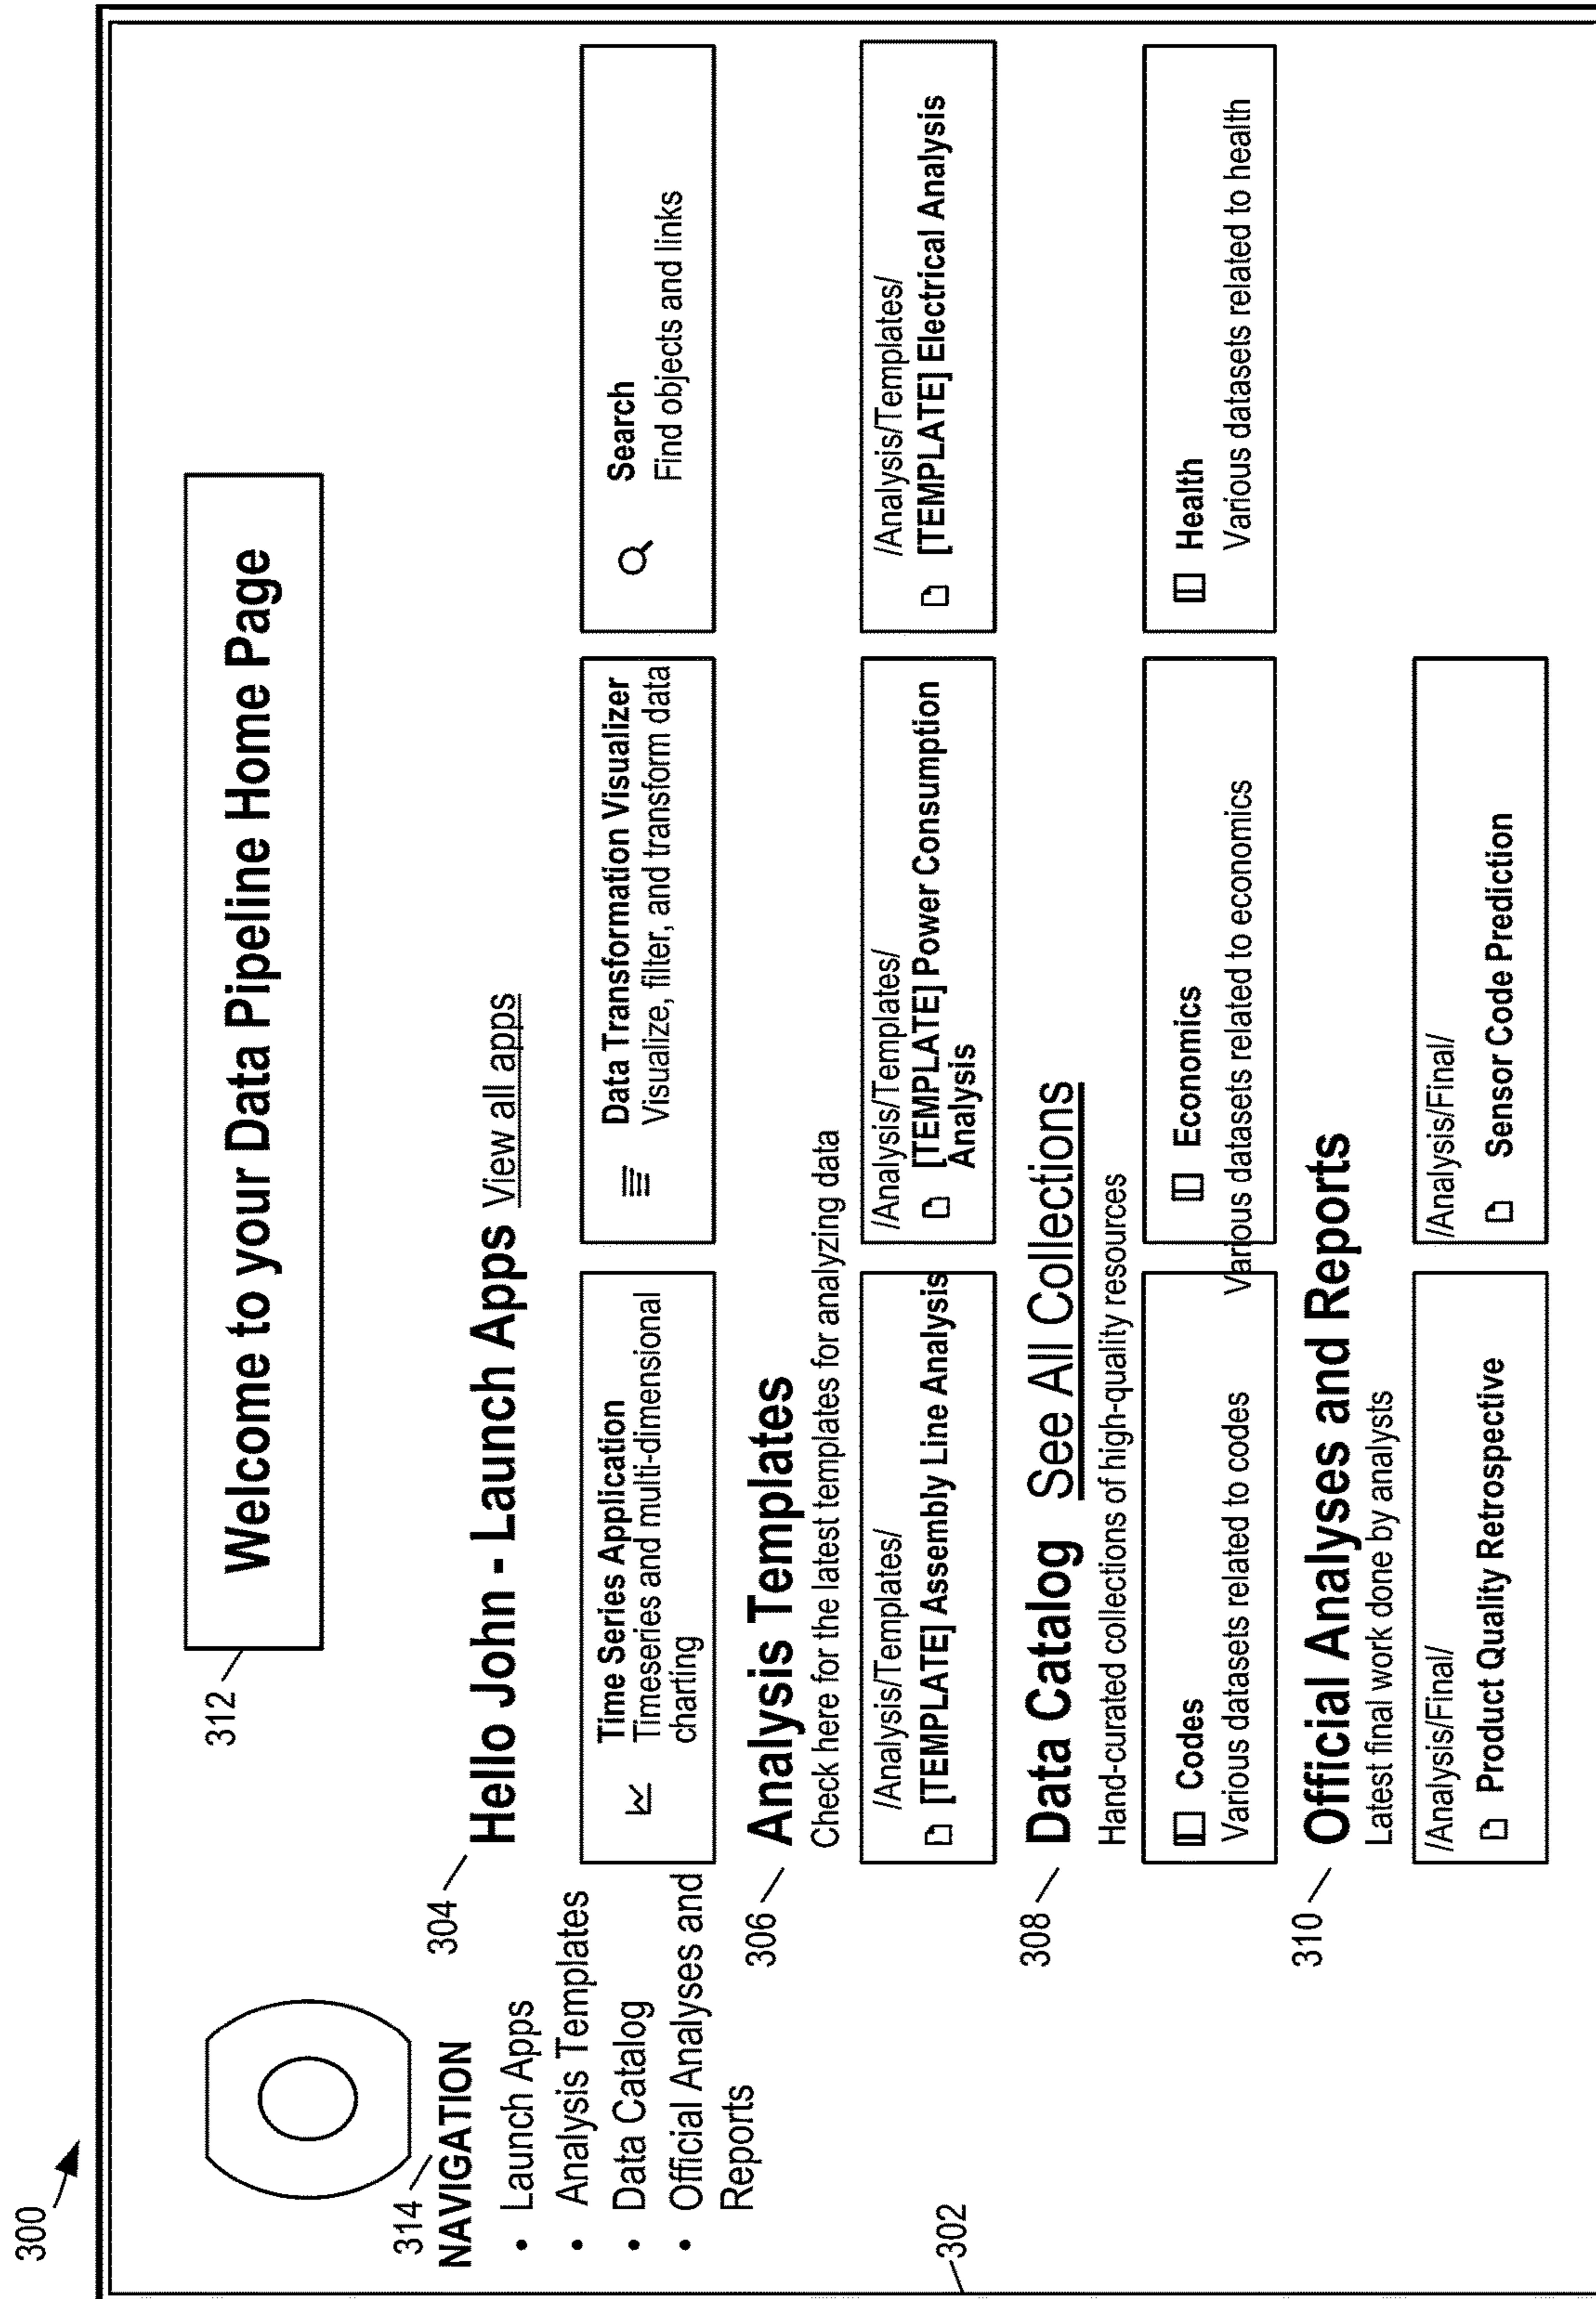 300
312
Welcome to your Data Pipeline Home Page
314
NAVIGATION
• Launch Apps
• Analysis Templates
• Data Catalog
• Official Analyses and
Reports
302
304
Hello John - Launch Apps View all apps
Time Series Application
Timeseries and multi-dimensional
charting
Data Transformation Visualizer
Visualize, filter, and transform data
Search
Find objects and links
306
Analysis Templates
Check here for the latest templates for analyzing data
/Analysis/Templates/
[TEMPLATE] Assembly Line Analysis
/Analysis/Templates/
[TEMPLATE] Power Consumption
Analysis
/Analysis/Templates/
[TEMPLATE] Electrical Analysis
308
Data Catalog See All Collections
Hand-curated collections of high-quality resources
Codes
Various datasets related to codes
Economics
Various datasets related to economics
Health
Various datasets related to health
310
Official Analyses and Reports
Latest final work done by analysts
/Analysis/Final/
Product Quality Retrospective
/Analysis/Final/
Sensor Code Prediction